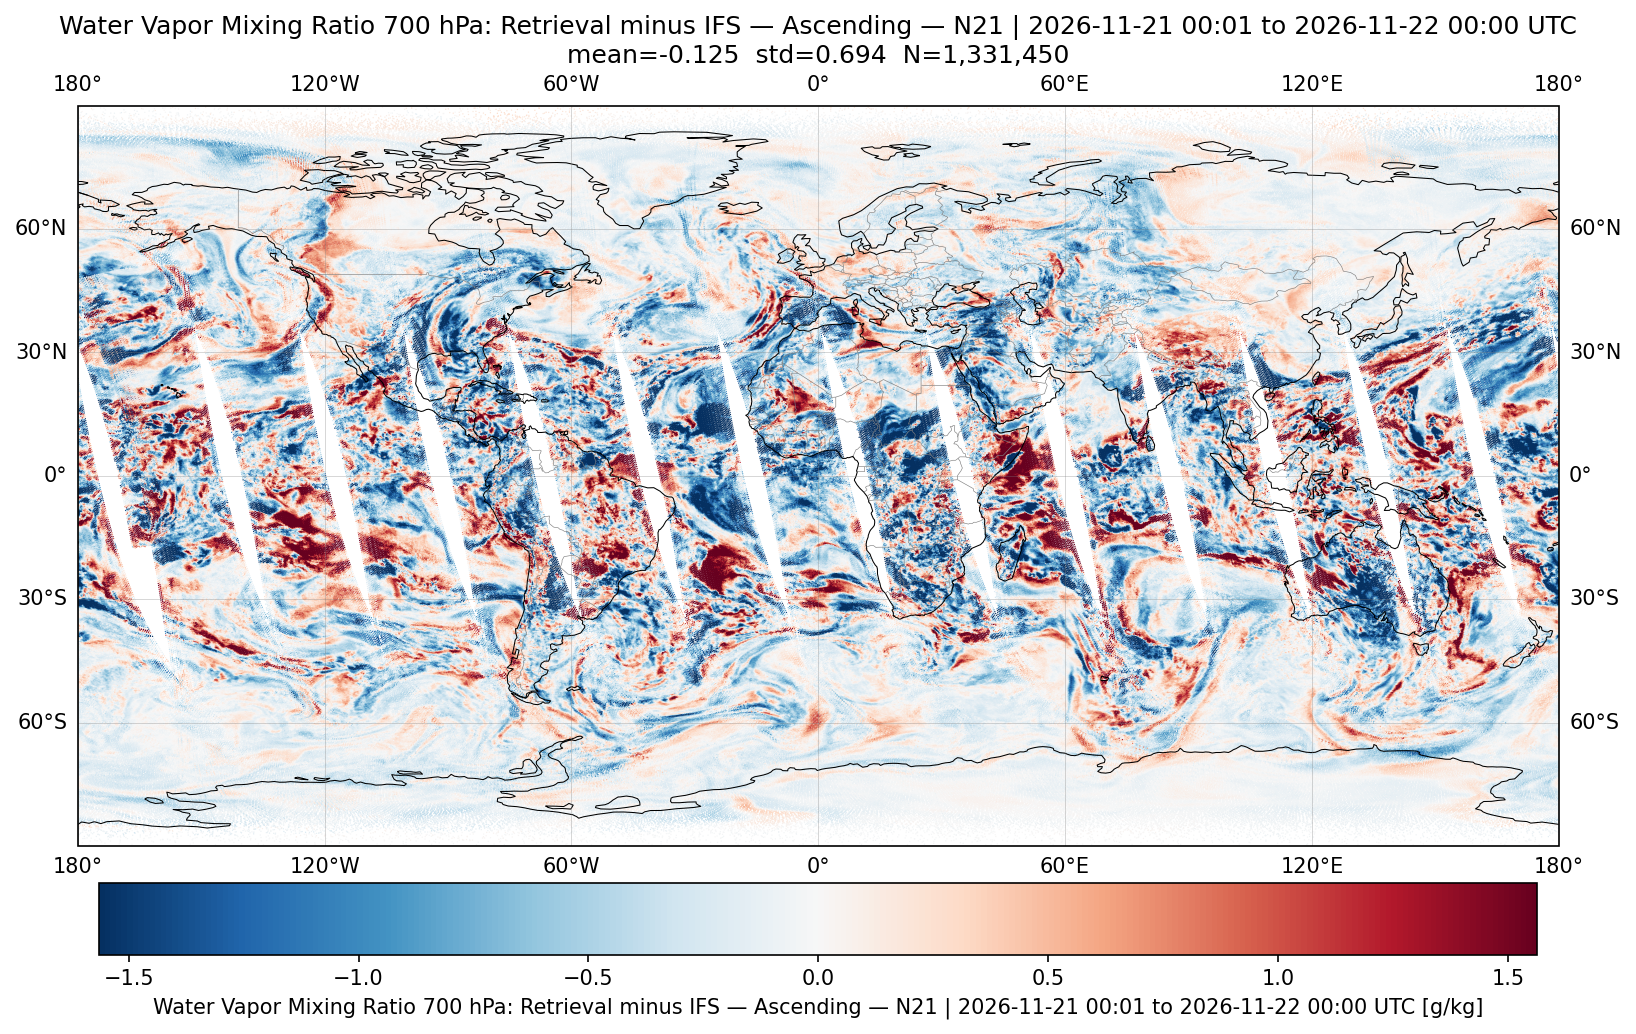 Water Vapor Mixing Ratio 700 hPa: Retrieval minus IFS — Ascending — N21 | 2026-11-21 00:01 to 2026-11-22 00:00 UTC
mean=-0.125  std=0.694  N=1,331,450
180° 120°W 60°W 0° 60°E 120°E 180°
60°N 60°N
30°N 30°N
0° 0°
30°S 30°S
60°S 60°S
180° 120°W 60°W 0° 60°E 120°E 180°
−1.5 −1.0 −0.5 0.0 0.5 1.0 1.5
Water Vapor Mixing Ratio 700 hPa: Retrieval minus IFS — Ascending — N21 | 2026-11-21 00:01 to 2026-11-22 00:00 UTC [g/kg]